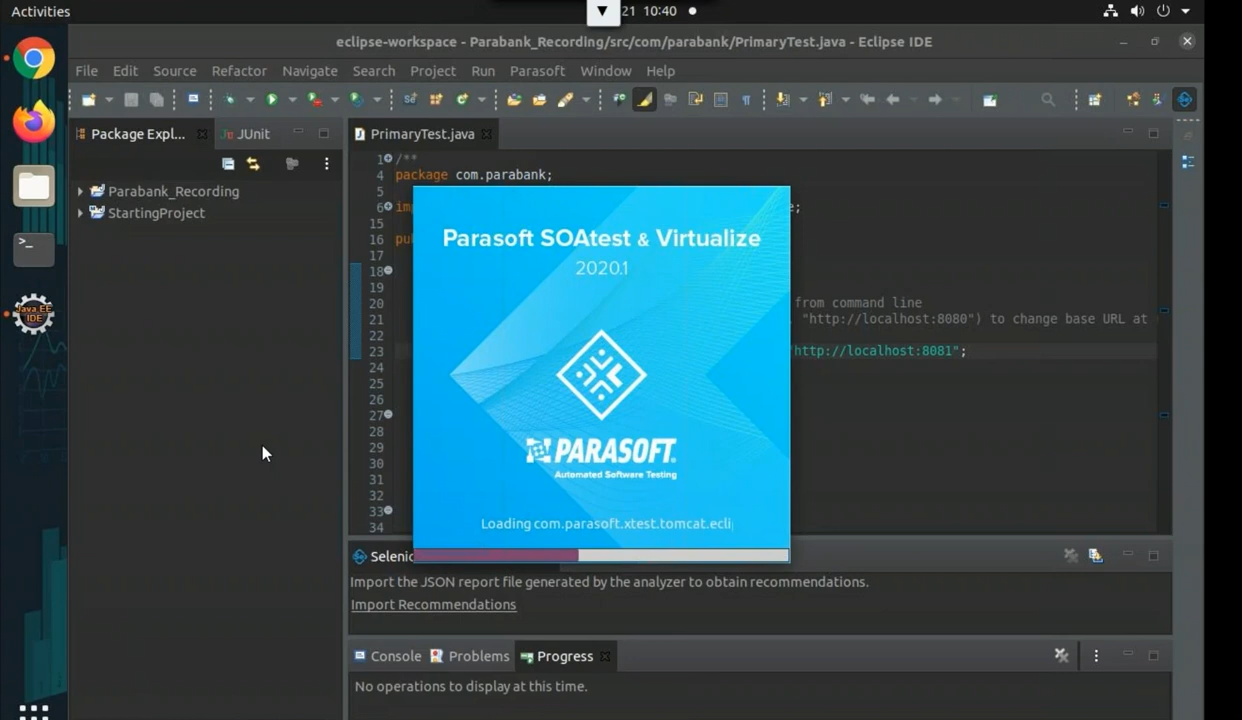 Activities
21 10:40
eclipse-workspace - Parabank_Recording/src/com/parabank/PrimaryTest.java - Eclipse IDE
File Edit Source Refactor Navigate Search Project Run Parasoft Window Help
Package Expl... JUnit
PrimaryTest.java
Parabank_Recording
StartingProject
1 /**
4 package com.parabank;
5
6 im e;
15
16 pu
17
18
19
20 from command line
21 "http://localhost:8080") to change base URL at
22
23 "http://localhost:8081";
24
25
26
27
28
29
30
31
32
33
34
Parasoft SOAtest & Virtualize
2020.1
PARASOFT
Automated Software Testing
Loading com.parasoft.xtest.tomcat.ecli
Java EE
IDE
Selenic
Import the JSON report file generated by the analyzer to obtain recommendations.
Import Recommendations
Console Problems Progress
No operations to display at this time.